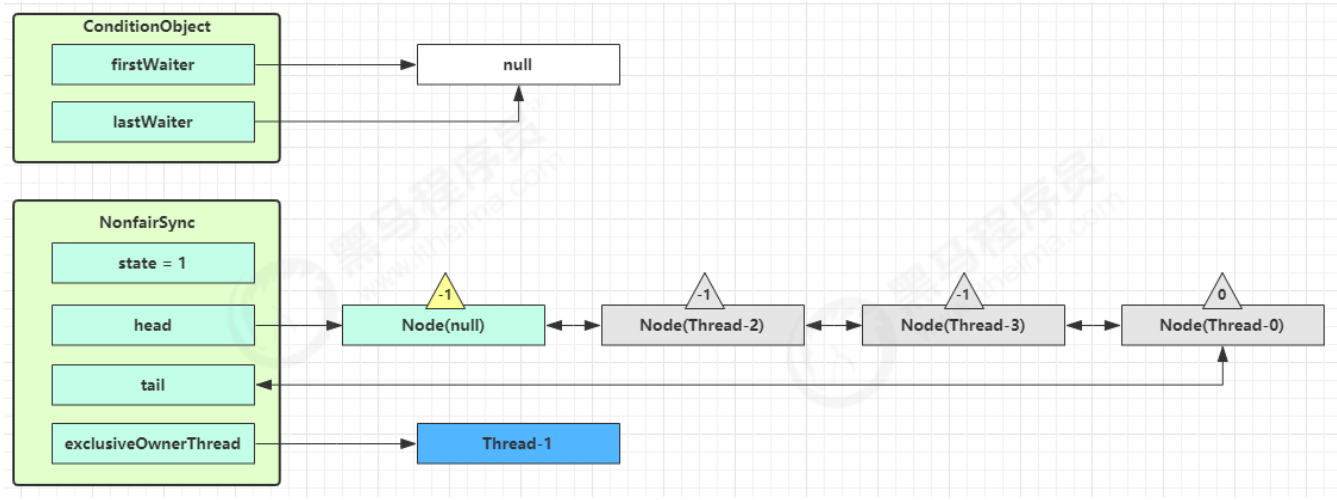 ConditionObject
firstWaiter
null
lastWaiter
NonfairSync
state = 1
-1
-1
-1
0
head
Node(null)
Node(Thread-2)
Node(Thread-3)
Node(Thread-0)
tail
exclusiveOwnerThread
Thread-1
黑马程序员
www.itheima.com
黑马程序员
www.itheima.com